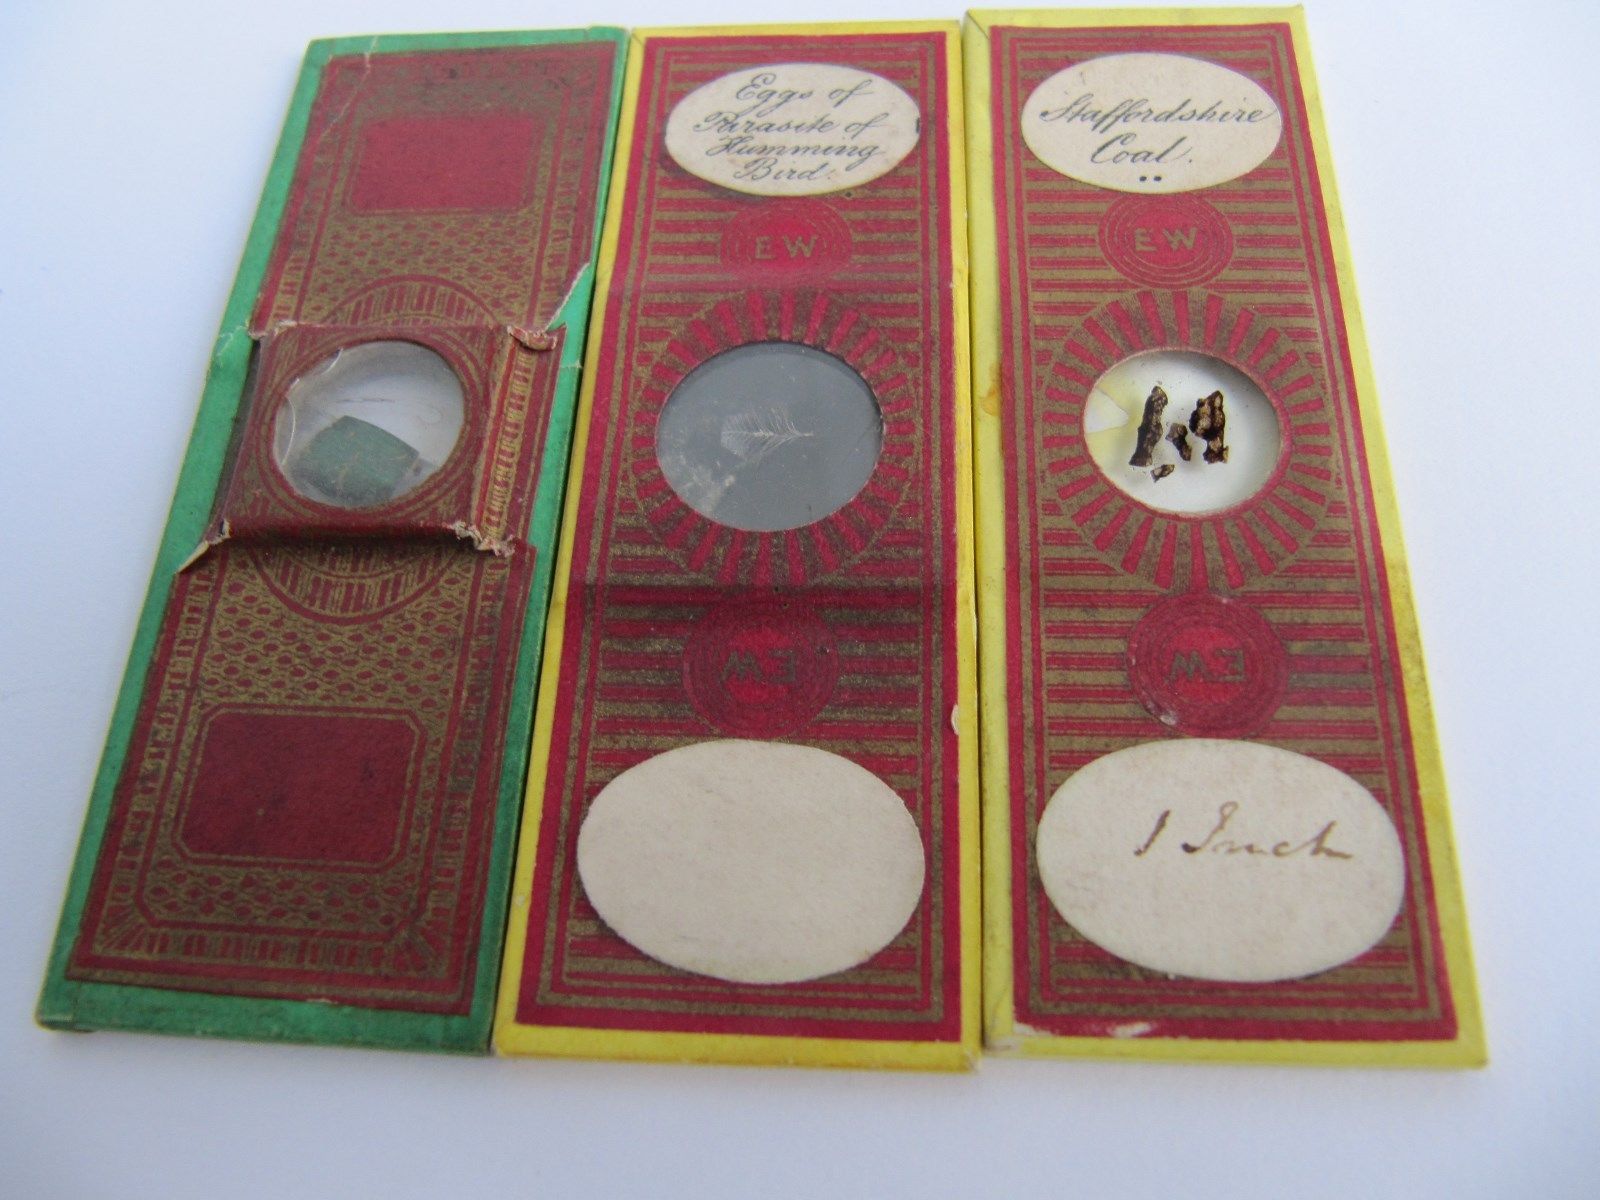 Eggs of
Parasite of
Humming
Bird.
EW
EW
Staffordshire
Coal.
EW
EW
1 Inch